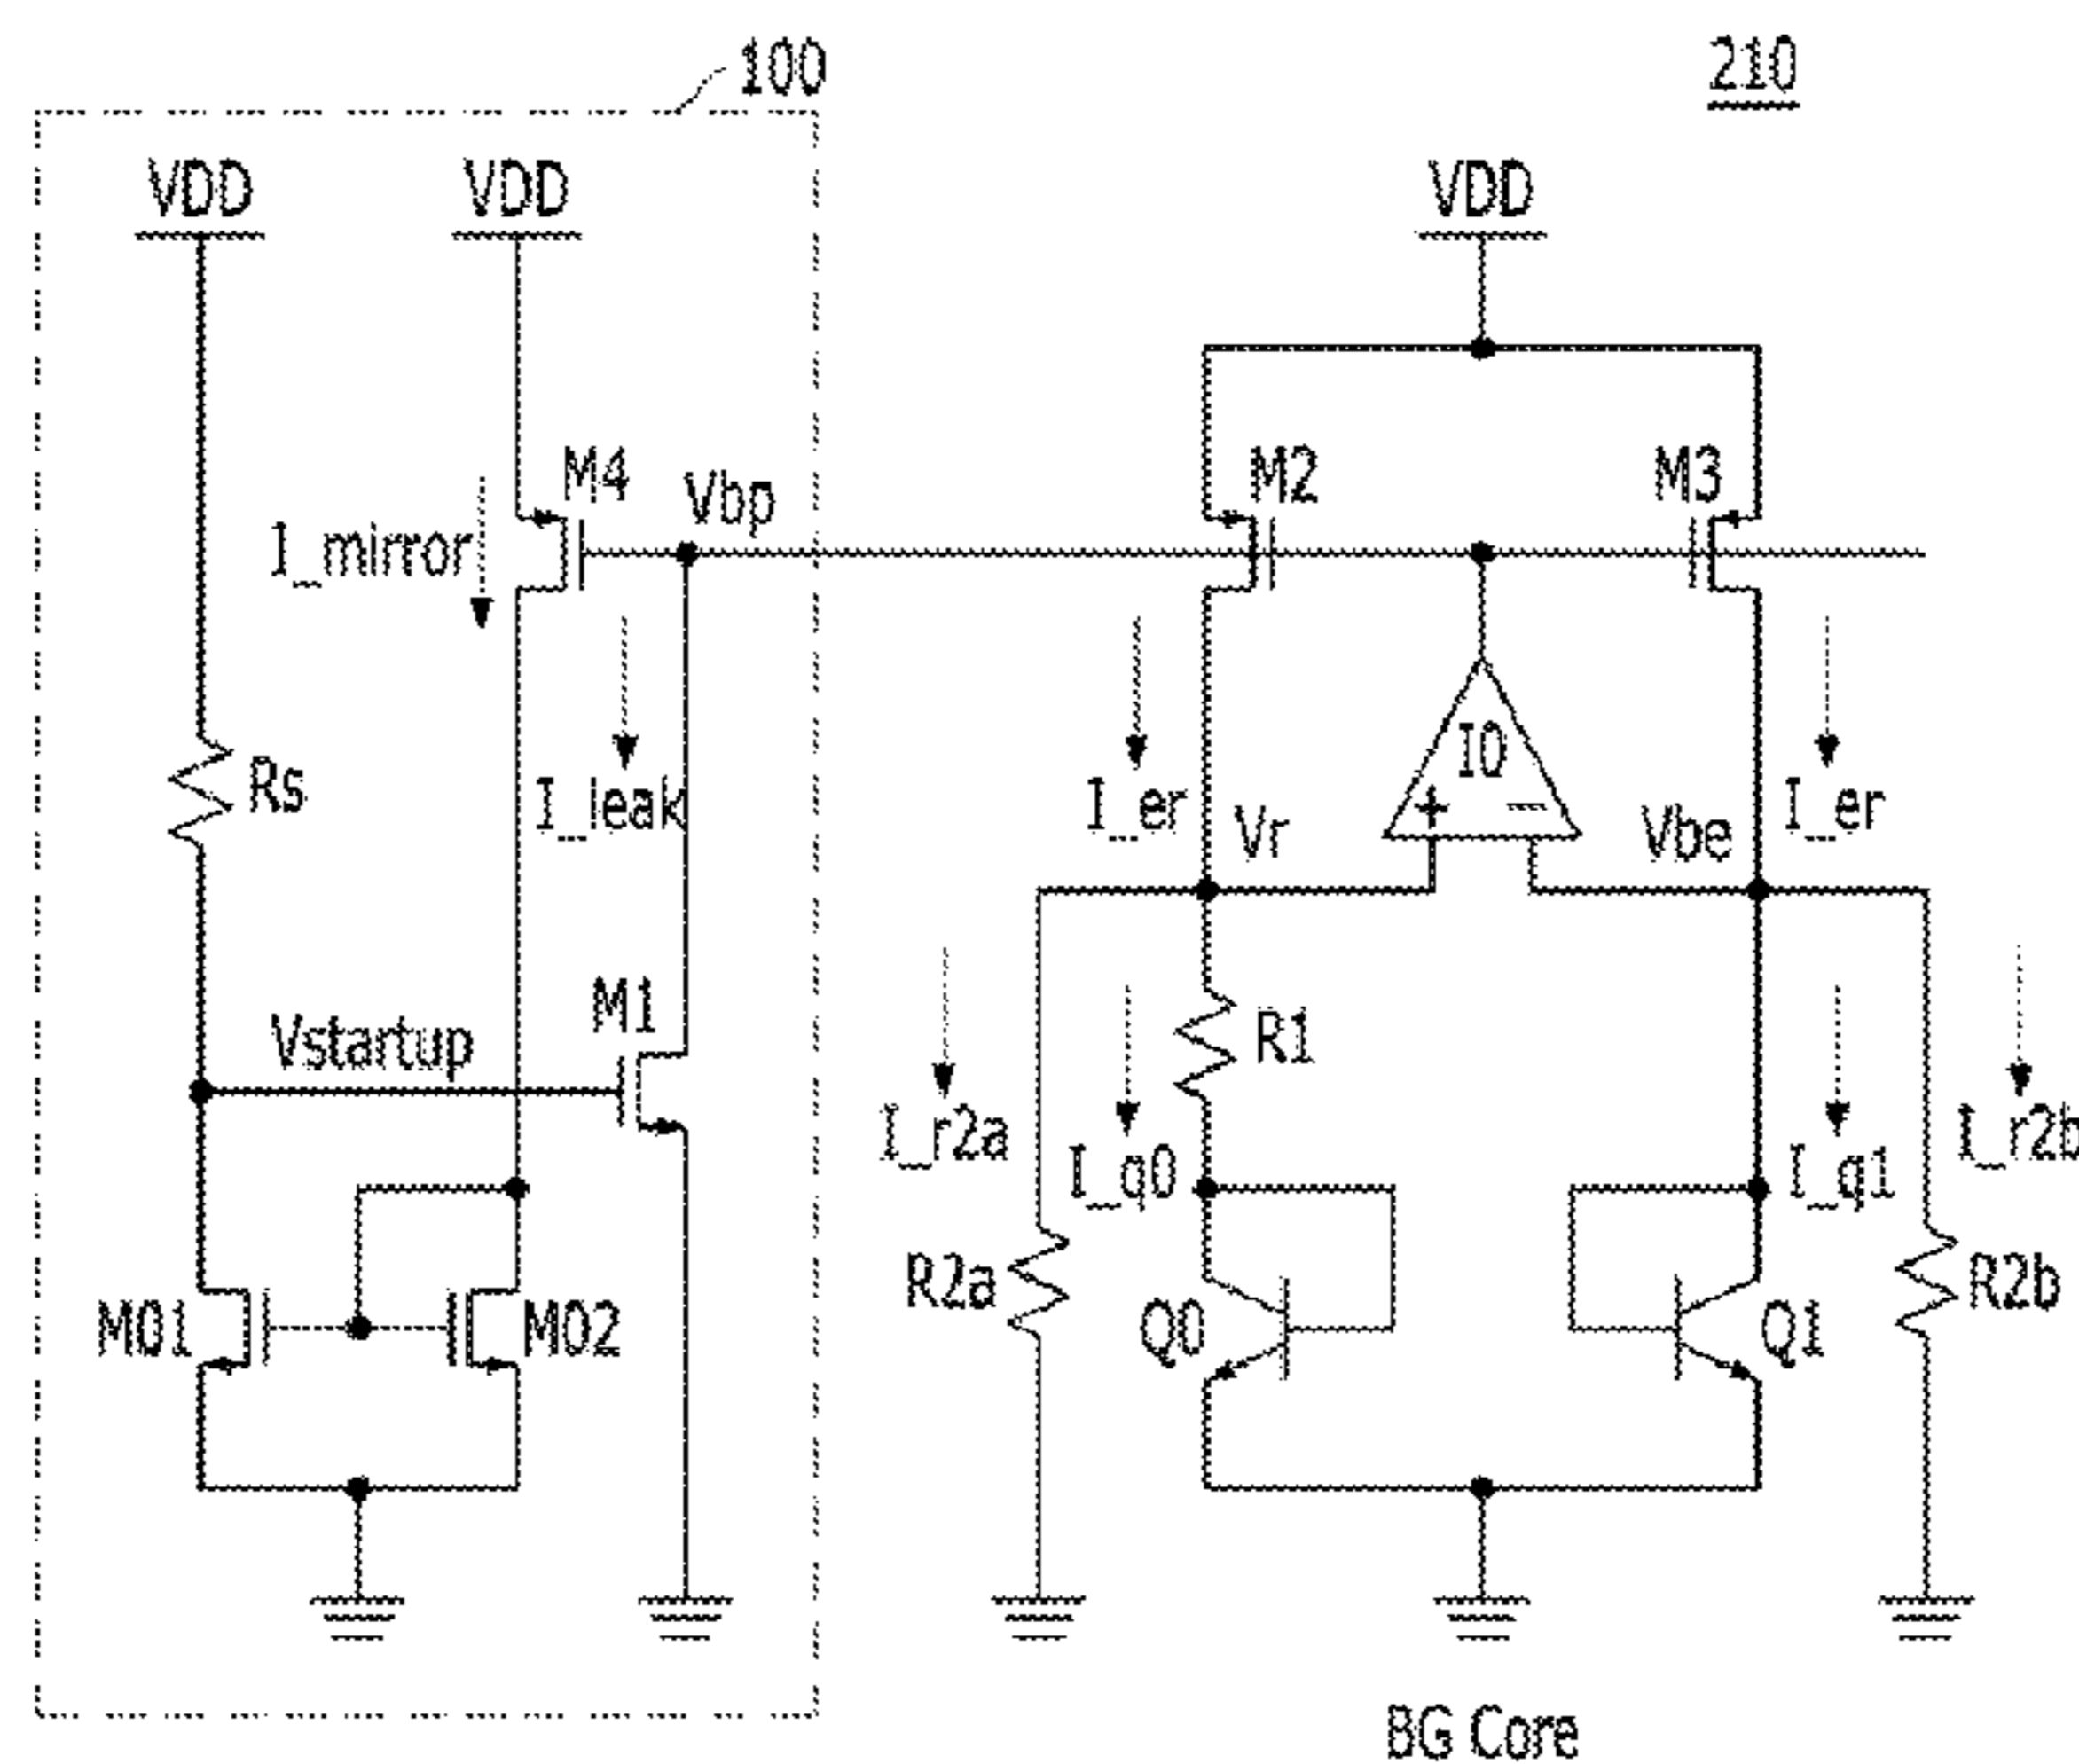 100
210
VDD
VDD
VDD
M4
Vbp
M2
M3
I_mirror
Rs
I_leak
I_er
Vr
I0
+
−
Vbe
I_er
Vstartup
M1
R1
I_r2a
I_q0
I_q1
I_r2b
M01
M02
R2a
Q0
Q1
R2b
BG Core